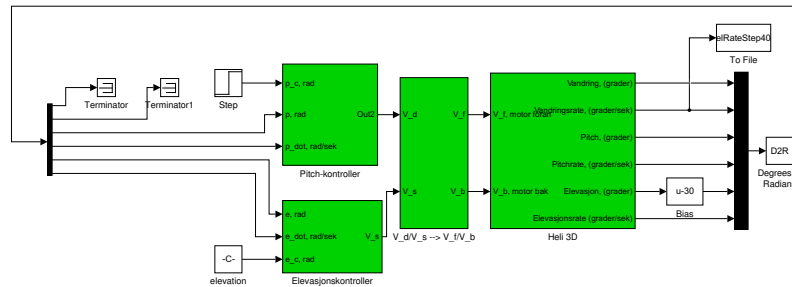 elRateStep40
To File
Terminator
Terminator1
Step
p_c, rad
p, rad
p_dot, rad/sek
Out2
Pitch-kontroller
V_d
V_s
V_f
V_b
V_d/V_s --> V_f/V_b
V_f, motor foran
V_b, motor bak
Vandring, (grader)
Vandringsrate, (grader/sek)
Pitch, (grader)
Pitchrate, (grader/sek)
Elevasjon, (grader)
Elevasjonsrate (grader/sek)
Heli 3D
u-30
Bias
D2R
Degrees
Radian
e, rad
e_dot, rad/sek
e_c, rad
V_s
Elevasjonskontroller
-C-
elevation